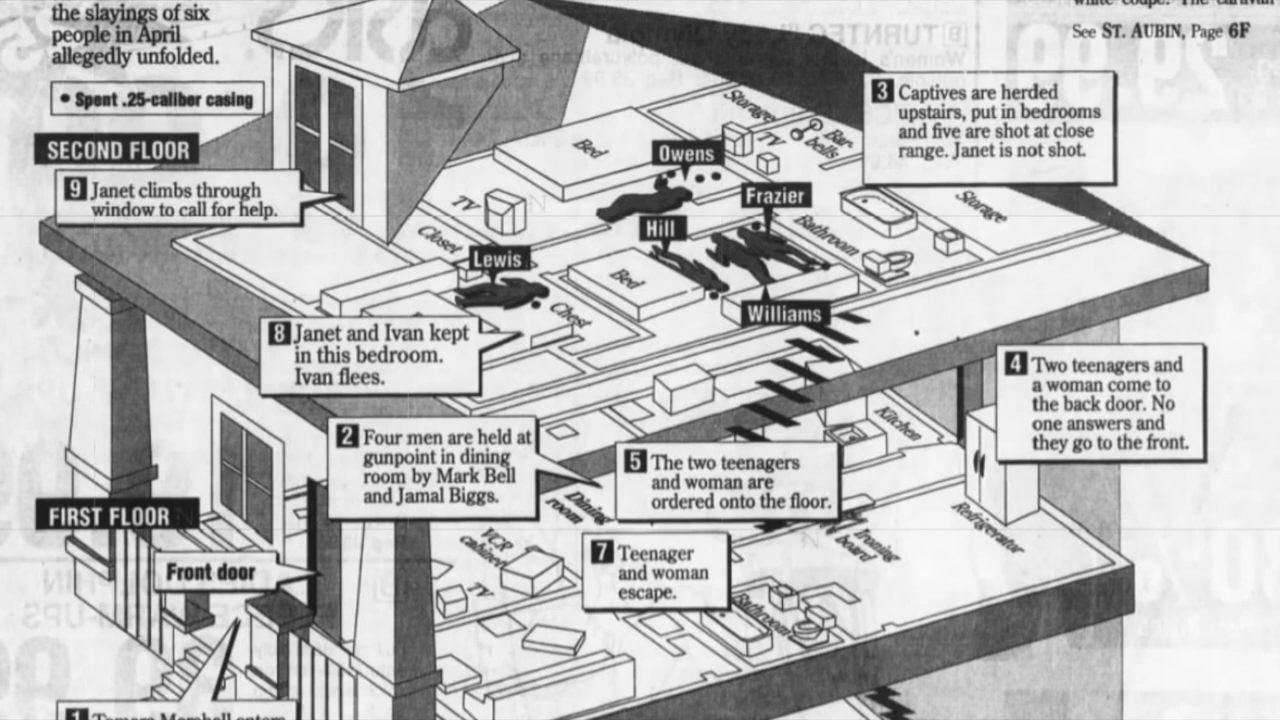 the slayings of six
people in April
allegedly unfolded.
• Spent .25-caliber casing
See ST. AUBIN, Page 6F
SECOND FLOOR
9 Janet climbs through
window to call for help.
3 Captives are herded
upstairs, put in bedrooms
and five are shot at close
range. Janet is not shot.
Storage
TV
Bar-
bells
Bed
Owens
Frazier
Storage
TV
Closet
Hill
Bathroom
Lewis
Bed
Chest
Williams
8 Janet and Ivan kept
in this bedroom.
Ivan flees.
4 Two teenagers and
a woman come to
the back door. No
one answers and
they go to the front.
2 Four men are held at
gunpoint in dining
room by Mark Bell
and Jamal Biggs.
Kitchen
5 The two teenagers
and woman are
ordered onto the floor.
FIRST FLOOR
Dining
room
Refrigerator
Ironing
board
VCR
cabinet
Front door
7 Teenager
and woman
escape.
TV
Bathroom